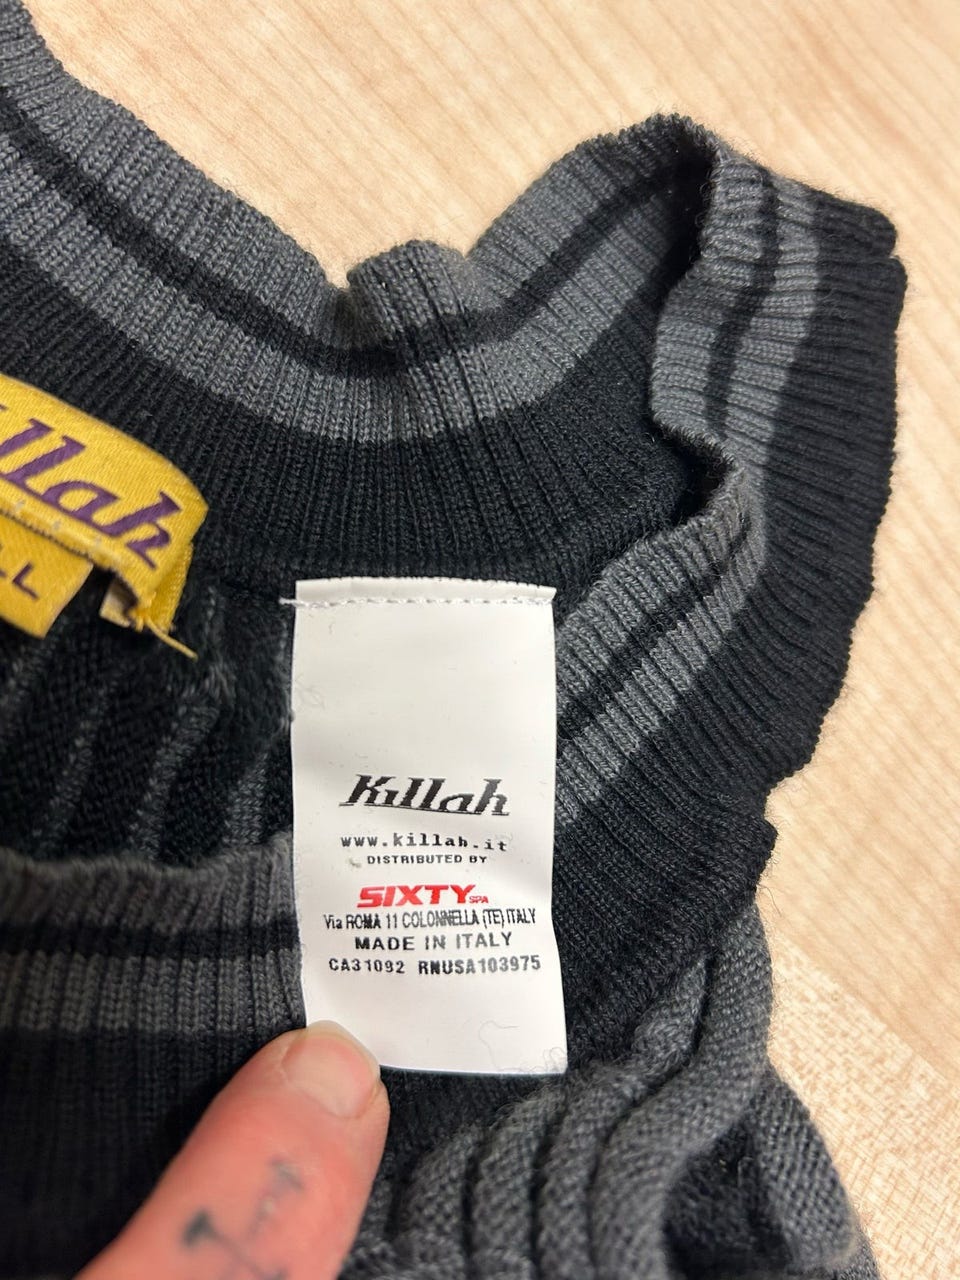 illah
L
Killah
www.killah.it
DISTRIBUTED BY
SIXTY SPA
Via ROMA 11 COLONNELLA (TE) ITALY
MADE IN ITALY
CA31092 RNUSA103975